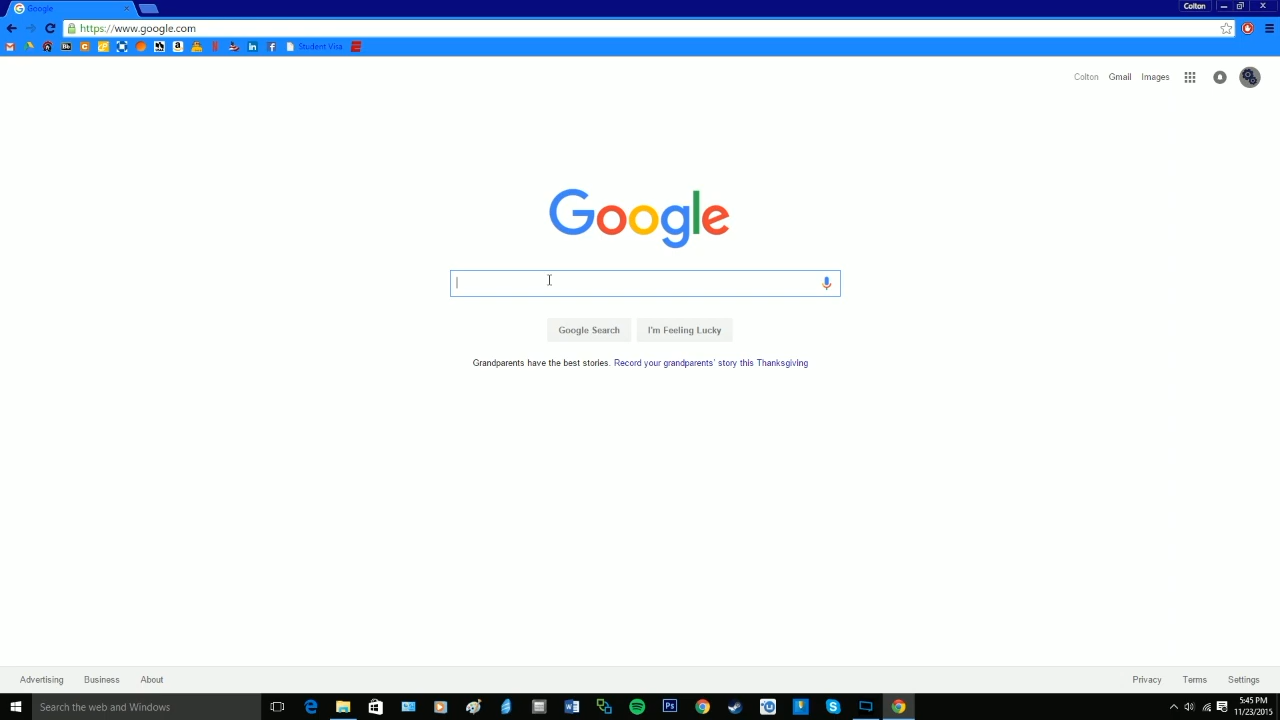 Google
Colton
https://www.google.com
Student Visa
Colton Gmail Images
Google
Google Search I'm Feeling Lucky
Grandparents have the best stories. Record your grandparents' story this Thanksgiving
Advertising Business About Privacy Terms Settings
Search the web and Windows
5:45 PM
11/23/2015